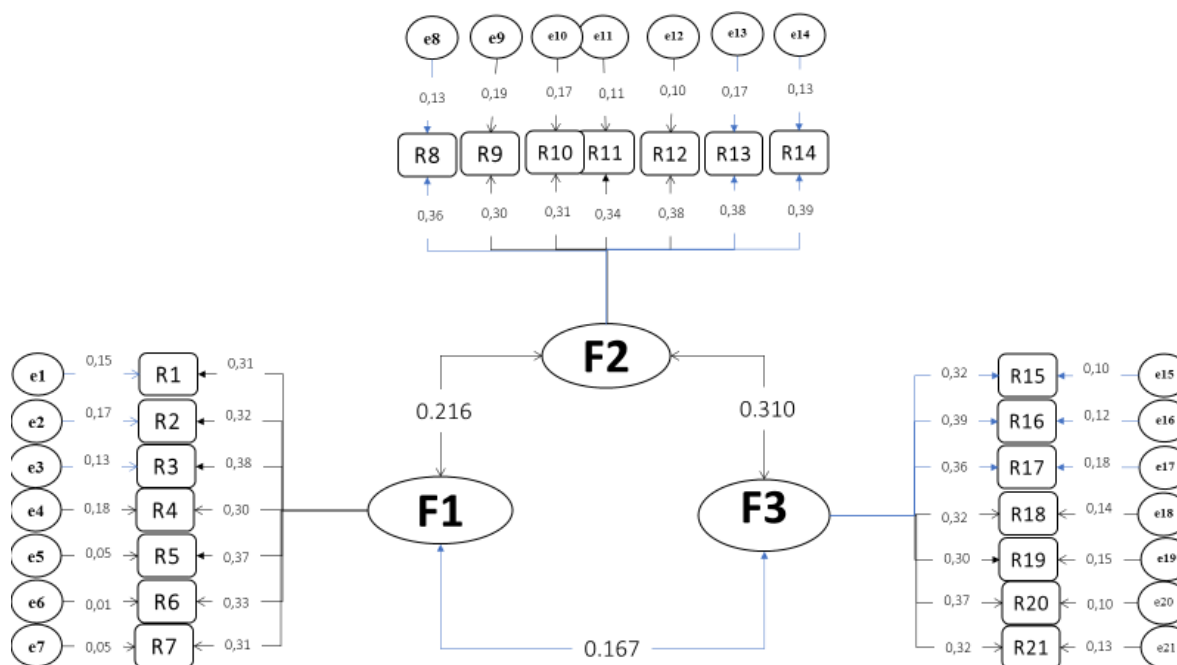 e8 e9 e10 e11 e12 e13 e14
0,13 0,19 0,17 0,11 0,10 0,17 0,13
R8 R9 R10 R11 R12 R13 R14
0,36 0,30 0,31 0,34 0,38 0,38 0,39
F2
0.216 0.310
F1 F3
0.167
e1 0,15 R1 0,31
e2 0,17 R2 0,32
e3 0,13 R3 0,38
e4 0,18 R4 0,30
e5 0,05 R5 0,37
e6 0,01 R6 0,33
e7 0,05 R7 0,31
0,32 R15 0,10 e15
0,39 R16 0,12 e16
0,36 R17 0,18 e17
0,32 R18 0,14 e18
0,30 R19 0,15 e19
0,37 R20 0,10 e20
0,32 R21 0,13 e21